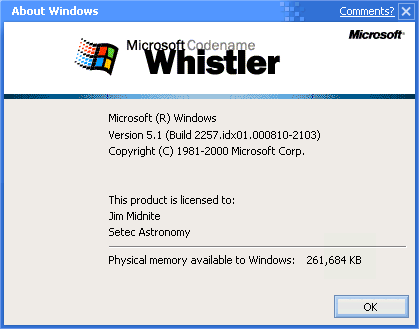 About Windows
Comments?
Microsoft Codename
Whistler
Microsoft
Microsoft (R) Windows
Version 5.1 (Build 2257.idx01.000810-2103)
Copyright (C) 1981-2000 Microsoft Corp.
This product is licensed to:
Jim Midnite
Setec Astronomy
Physical memory available to Windows: 261,684 KB
OK